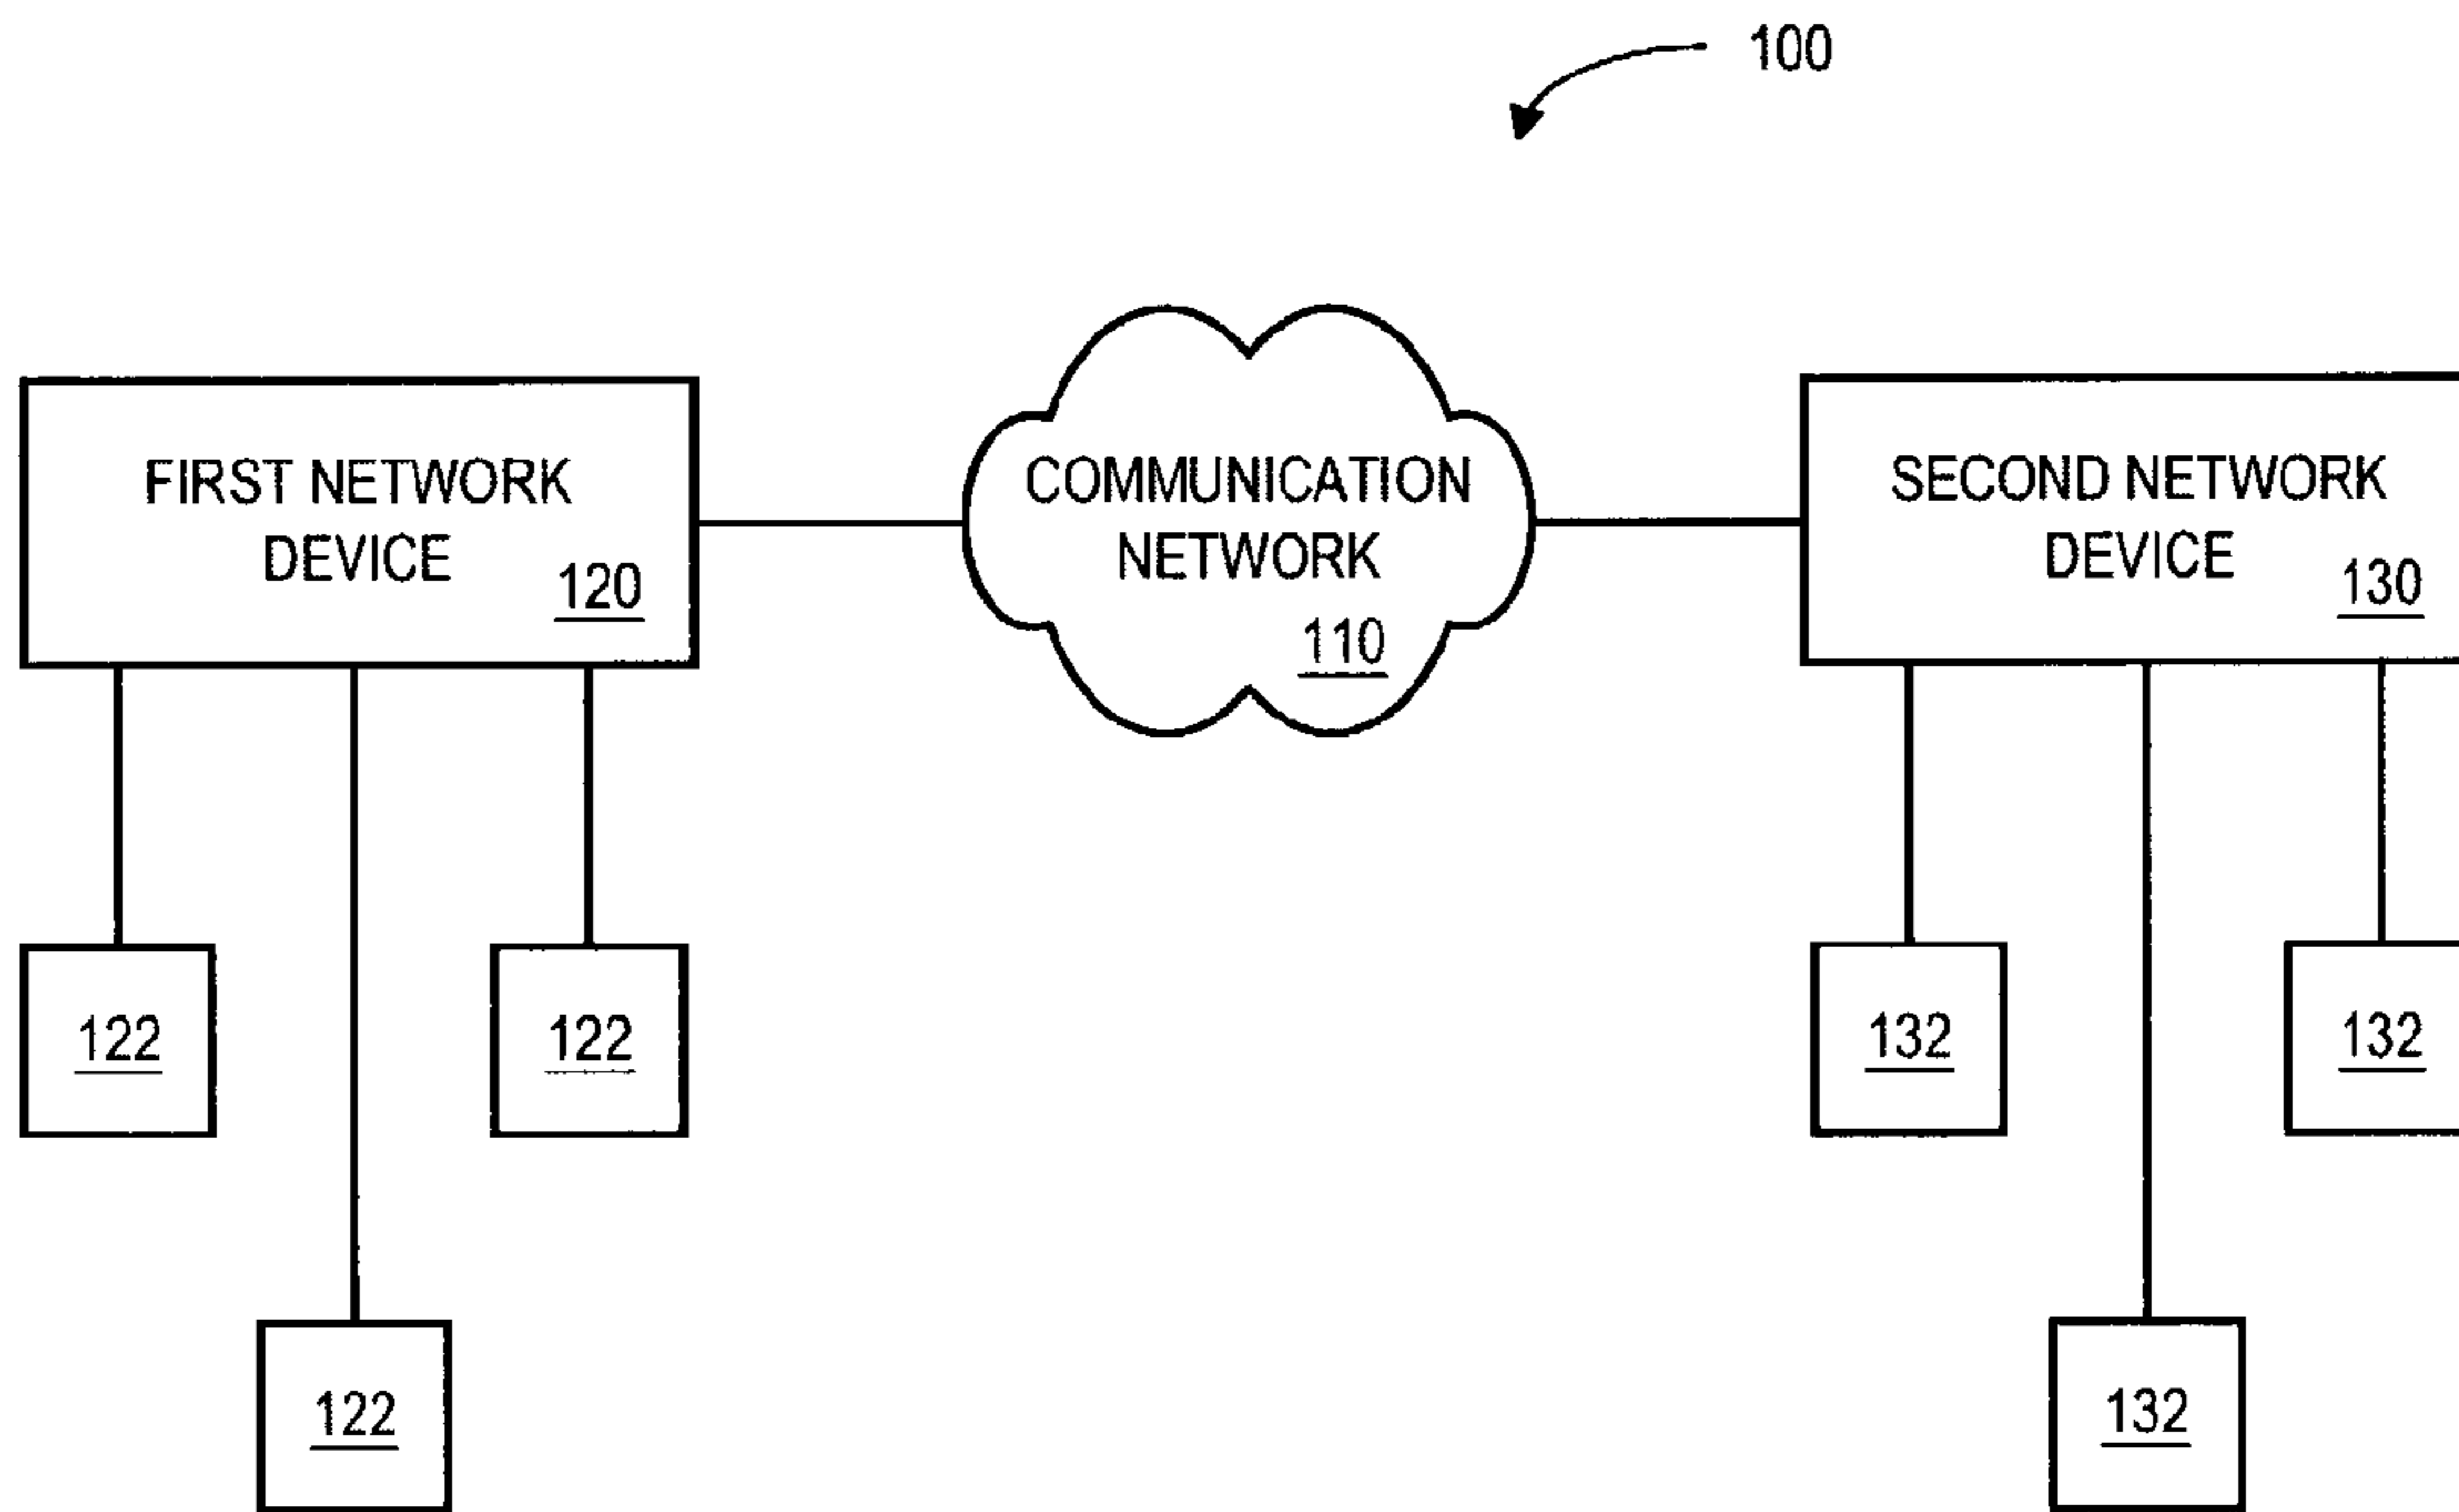 100
FIRST NETWORK
DEVICE
120
COMMUNICATION
NETWORK
110
SECOND NETWORK
DEVICE
130
122
122
132
132
122
132